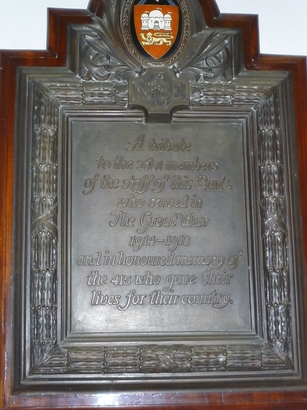 A tribute
to the members
of the staff of this Bank
who served in
The Great War
1914–1918
and in honoured memory of
the 415 who gave their
lives for their country.